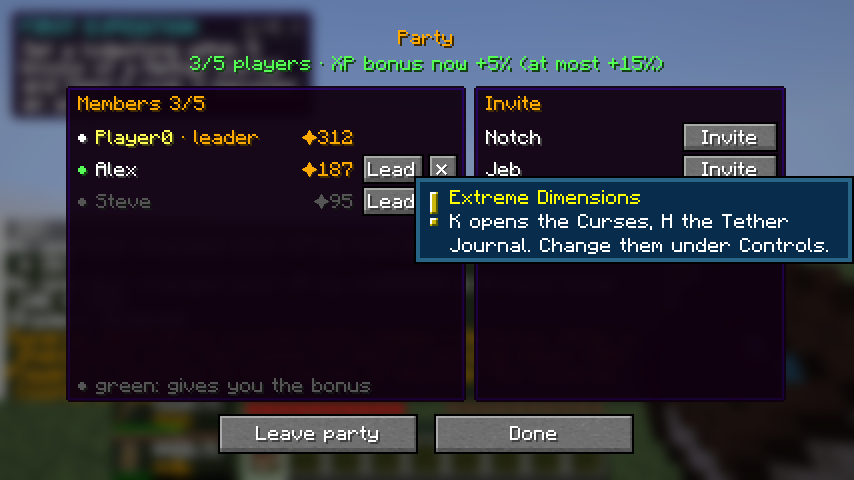 Party
3/5 players · XP bonus now +5% (at most +15%)
Members 3/5
• Player0 · leader ✦312
• Alex ✦187 Lead ×
• Steve ✦95 Lead
• green: gives you the bonus
Invite
Notch Invite
Jeb Invite
Extreme Dimensions
K opens the Curses, H the Tether
Journal. Change them under Controls.
Leave party
Done